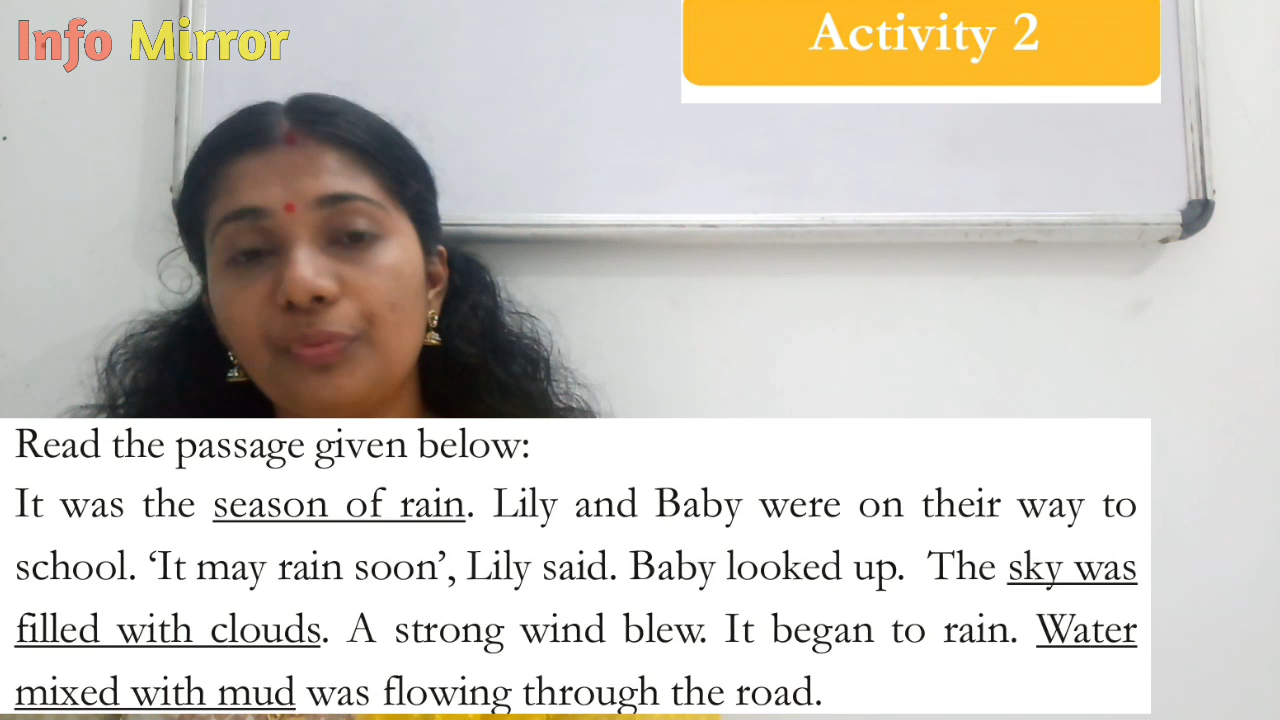 Info Mirror
Activity 2
Read the passage given below:
It was the season of rain. Lily and Baby were on their way to
school. ‘It may rain soon’, Lily said. Baby looked up. The sky was
filled with clouds. A strong wind blew. It began to rain. Water
mixed with mud was flowing through the road.